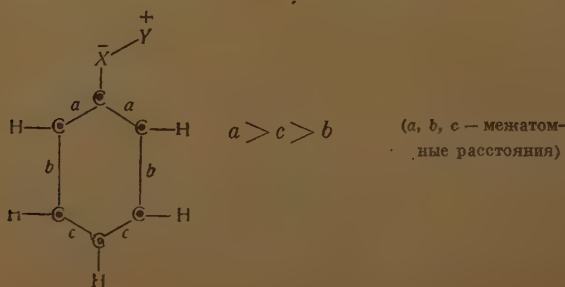 +
Y
X̄
C
a a
H C C H
a > c > b
(a, b, c — межатом-
ные расстояния)
b b
H C C H
c c
C
H